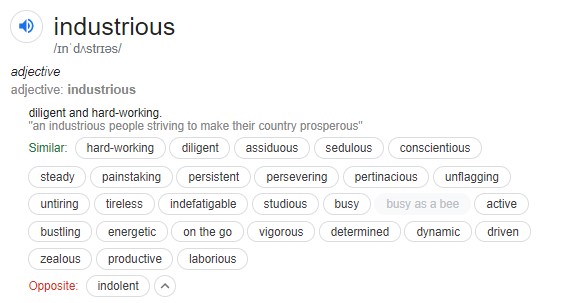 industrious
/ɪnˈdʌstrɪəs/
adjective
adjective: industrious
diligent and hard-working.
"an industrious people striving to make their country prosperous"
Similar: hard-working diligent assiduous sedulous conscientious
steady painstaking persistent persevering pertinacious unflagging
untiring tireless indefatigable studious busy busy as a bee active
bustling energetic on the go vigorous determined dynamic driven
zealous productive laborious
Opposite: indolent